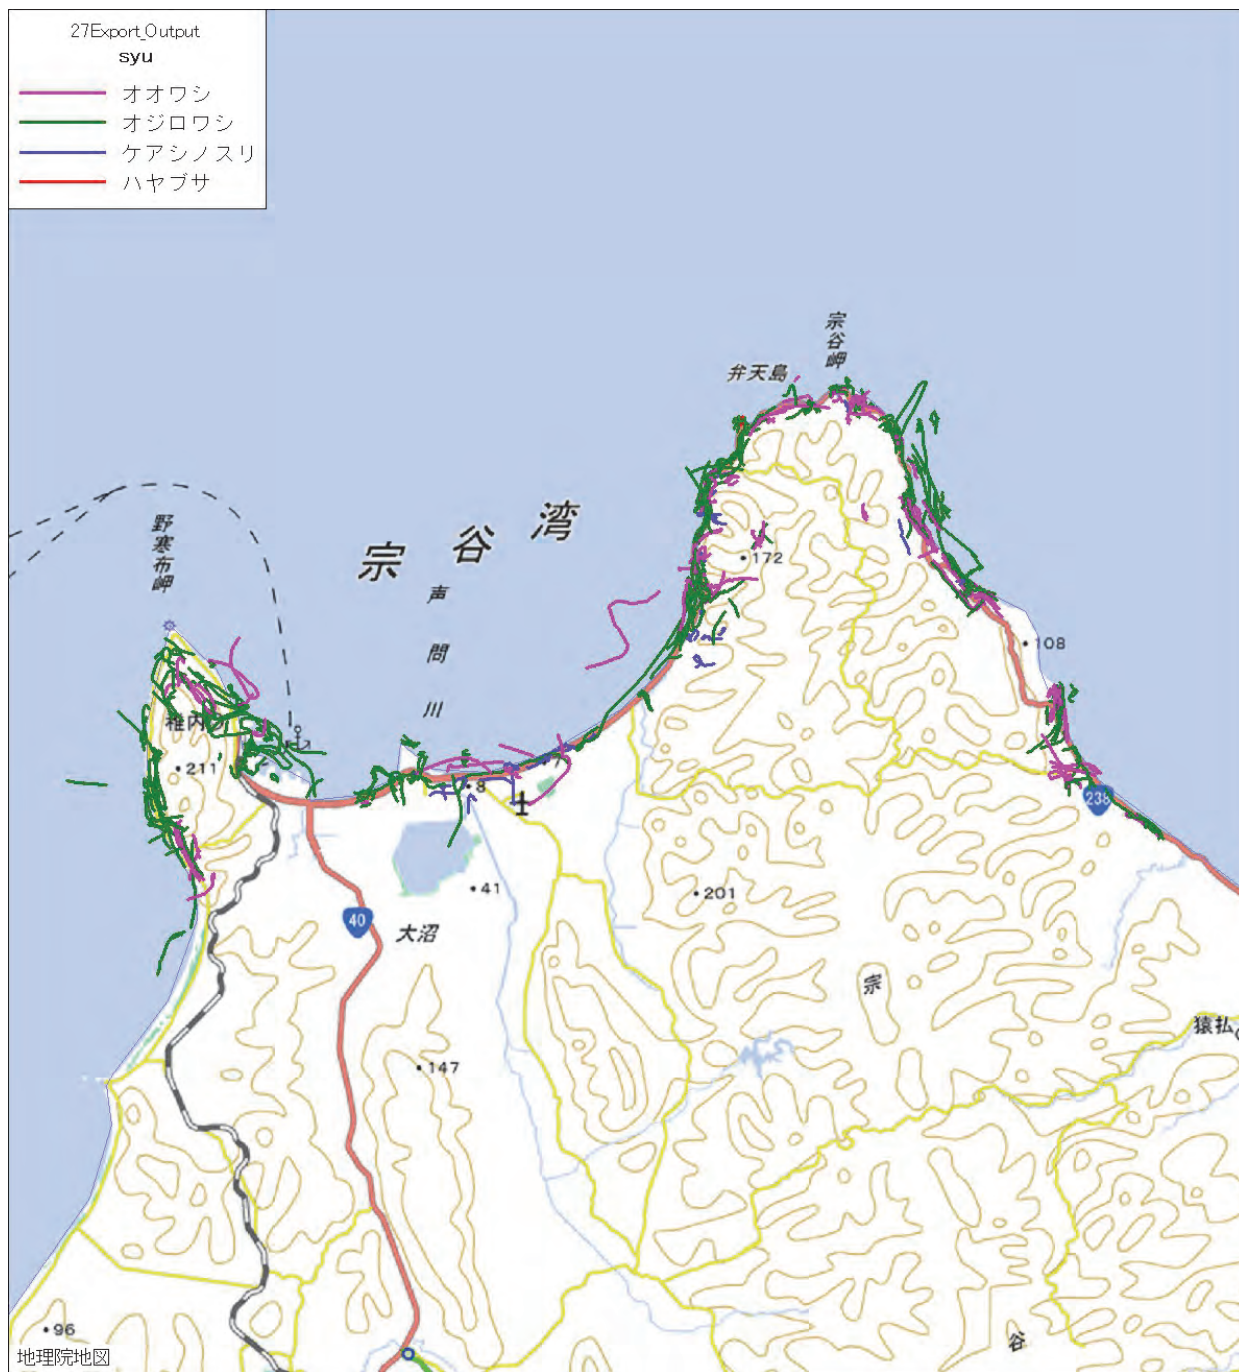 27Export_Output
syu
オオワシ
オジロワシ
ケアシノスリ
ハヤブサ
宗谷岬
弁天島
野寒布岬
宗谷湾
声問川
172
108
稚内
211
8
7
238
41
201
40
大沼
宗
猿払
147
谷
96
地理院地図